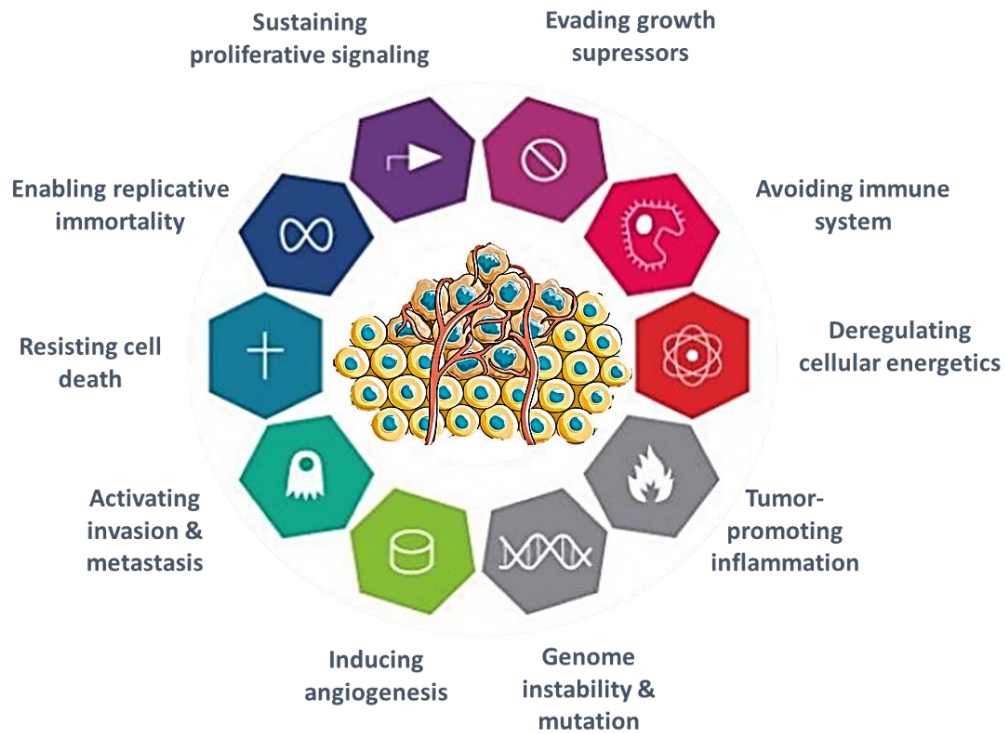 Sustaining
proliferative signaling
Evading growth
supressors
Enabling replicative
immortality
Avoiding immune
system
Resisting cell
death
Deregulating
cellular energetics
Activating
invasion &
metastasis
Tumor-
promoting
inflammation
Inducing
angiogenesis
Genome
instability &
mutation